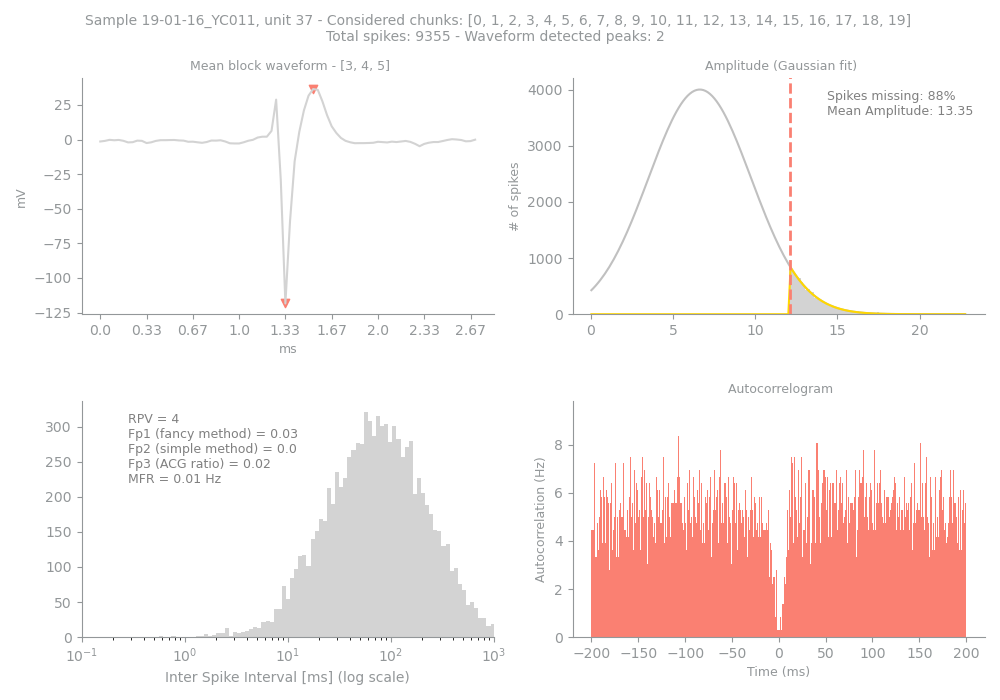 Sample 19-01-16_YC011, unit 37 - Considered chunks: [0, 1, 2, 3, 4, 5, 6, 7, 8, 9, 10, 11, 12, 13, 14, 15, 16, 17, 18, 19]
Total spikes: 9355 - Waveform detected peaks: 2
Mean block waveform - [3, 4, 5]
25
0
−25
−50
−75
−100
−125
mV
0.0 0.33 0.67 1.0 1.33 1.67 2.0 2.33 2.67
ms
Amplitude (Gaussian fit)
Spikes missing: 88%
Mean Amplitude: 13.35
4000
3000
2000
1000
0
# of spikes
0 5 10 15 20
RPV = 4
Fp1 (fancy method) = 0.03
Fp2 (simple method) = 0.0
Fp3 (ACG ratio) = 0.02
MFR = 0.01 Hz
300
250
200
150
100
50
0
10⁻¹ 10⁰ 10¹ 10² 10³
Inter Spike Interval [ms] (log scale)
Autocorrelogram
8
6
4
2
0
Autocorrelation (Hz)
−200 −150 −100 −50 0 50 100 150 200
Time (ms)